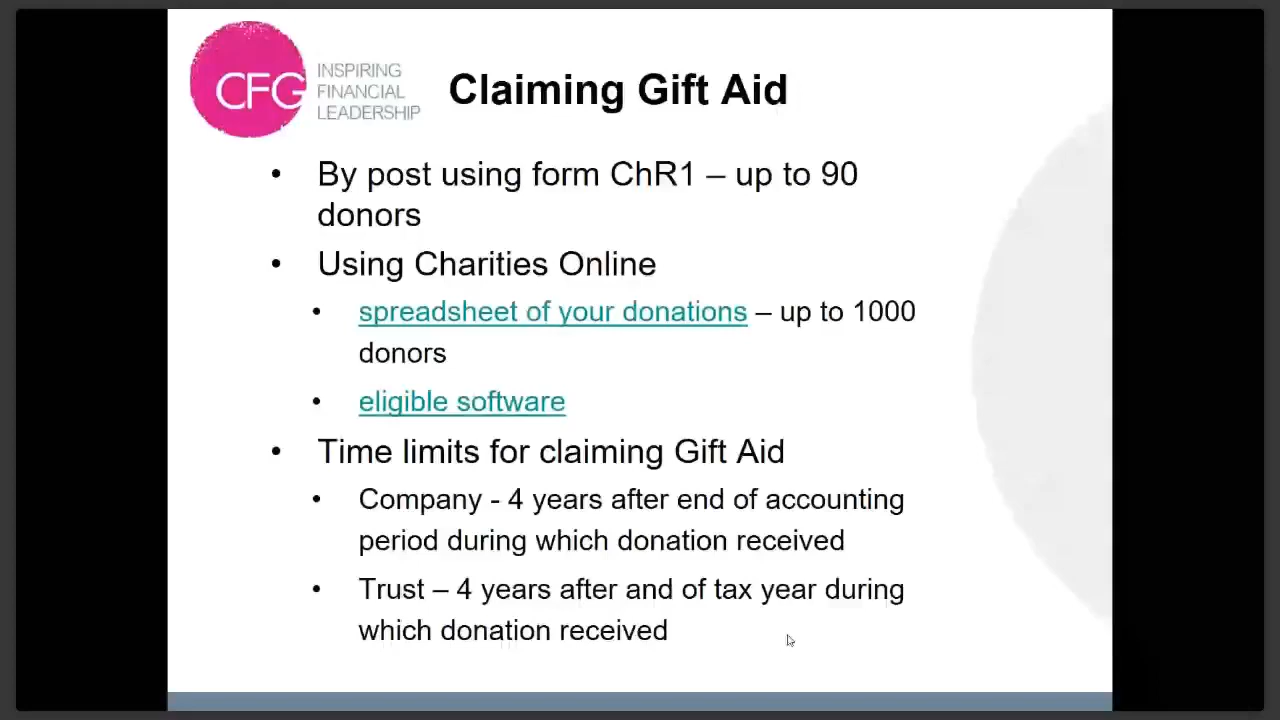 CFG
INSPIRING
FINANCIAL
LEADERSHIP
Claiming Gift Aid
• By post using form ChR1 – up to 90
donors
• Using Charities Online
• spreadsheet of your donations – up to 1000
donors
• eligible software
• Time limits for claiming Gift Aid
• Company - 4 years after end of accounting
period during which donation received
• Trust – 4 years after and of tax year during
which donation received